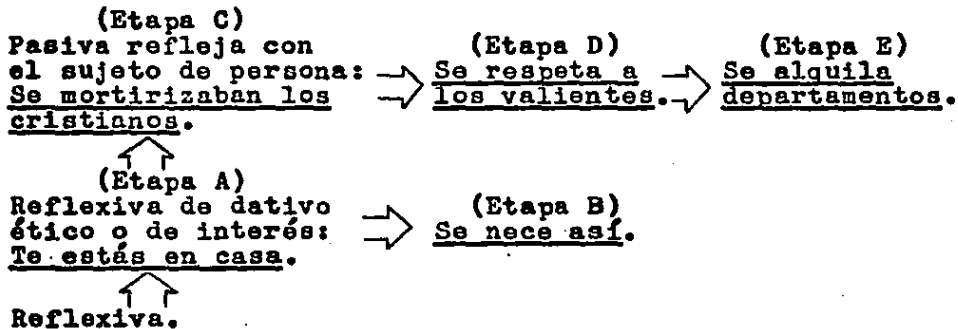 (Etapa C)
Pasiva refleja con
el sujeto de persona:
Se mortirizaban los
cristianos.
(Etapa D)
Se respeta a
los valientes.
(Etapa E)
Se alquila
departamentos.
(Etapa A)
Reflexiva de dativo
ético o de interés:
Te estás en casa.
(Etapa B)
Se nece así.
Reflexiva.